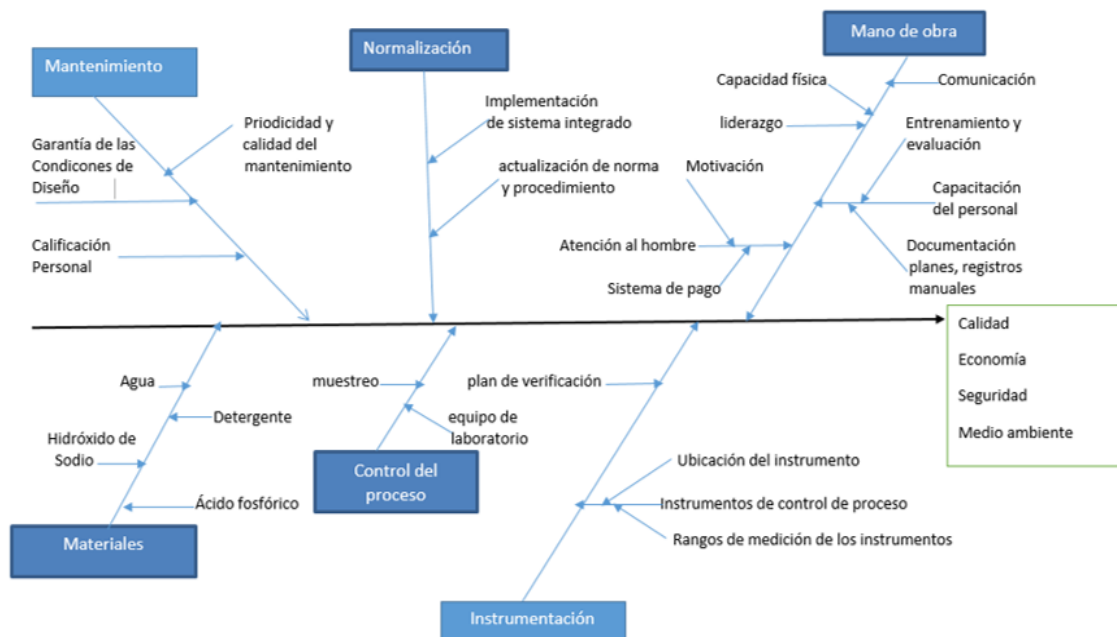 Mantenimiento
Normalización
Mano de obra
Garantía de las
Condicones de
Diseño
Priodicidad y
calidad del
mantenimiento
Calificación
Personal
Implementación
de sistema integrado
actualización de norma
y procedimiento
Capacidad física
Comunicación
liderazgo
Entrenamiento y
evaluación
Motivación
Capacitación
del personal
Atención al hombre
Documentación
planes, registros
manuales
Sistema de pago
Calidad
Economía
Seguridad
Medio ambiente
Agua
Detergente
Hidróxido de
Sodio
Ácido fosfórico
Materiales
muestreo
equipo de
laboratorio
Control del
proceso
plan de verificación
Ubicación del instrumento
Instrumentos de control de proceso
Rangos de medición de los instrumentos
Instrumentación